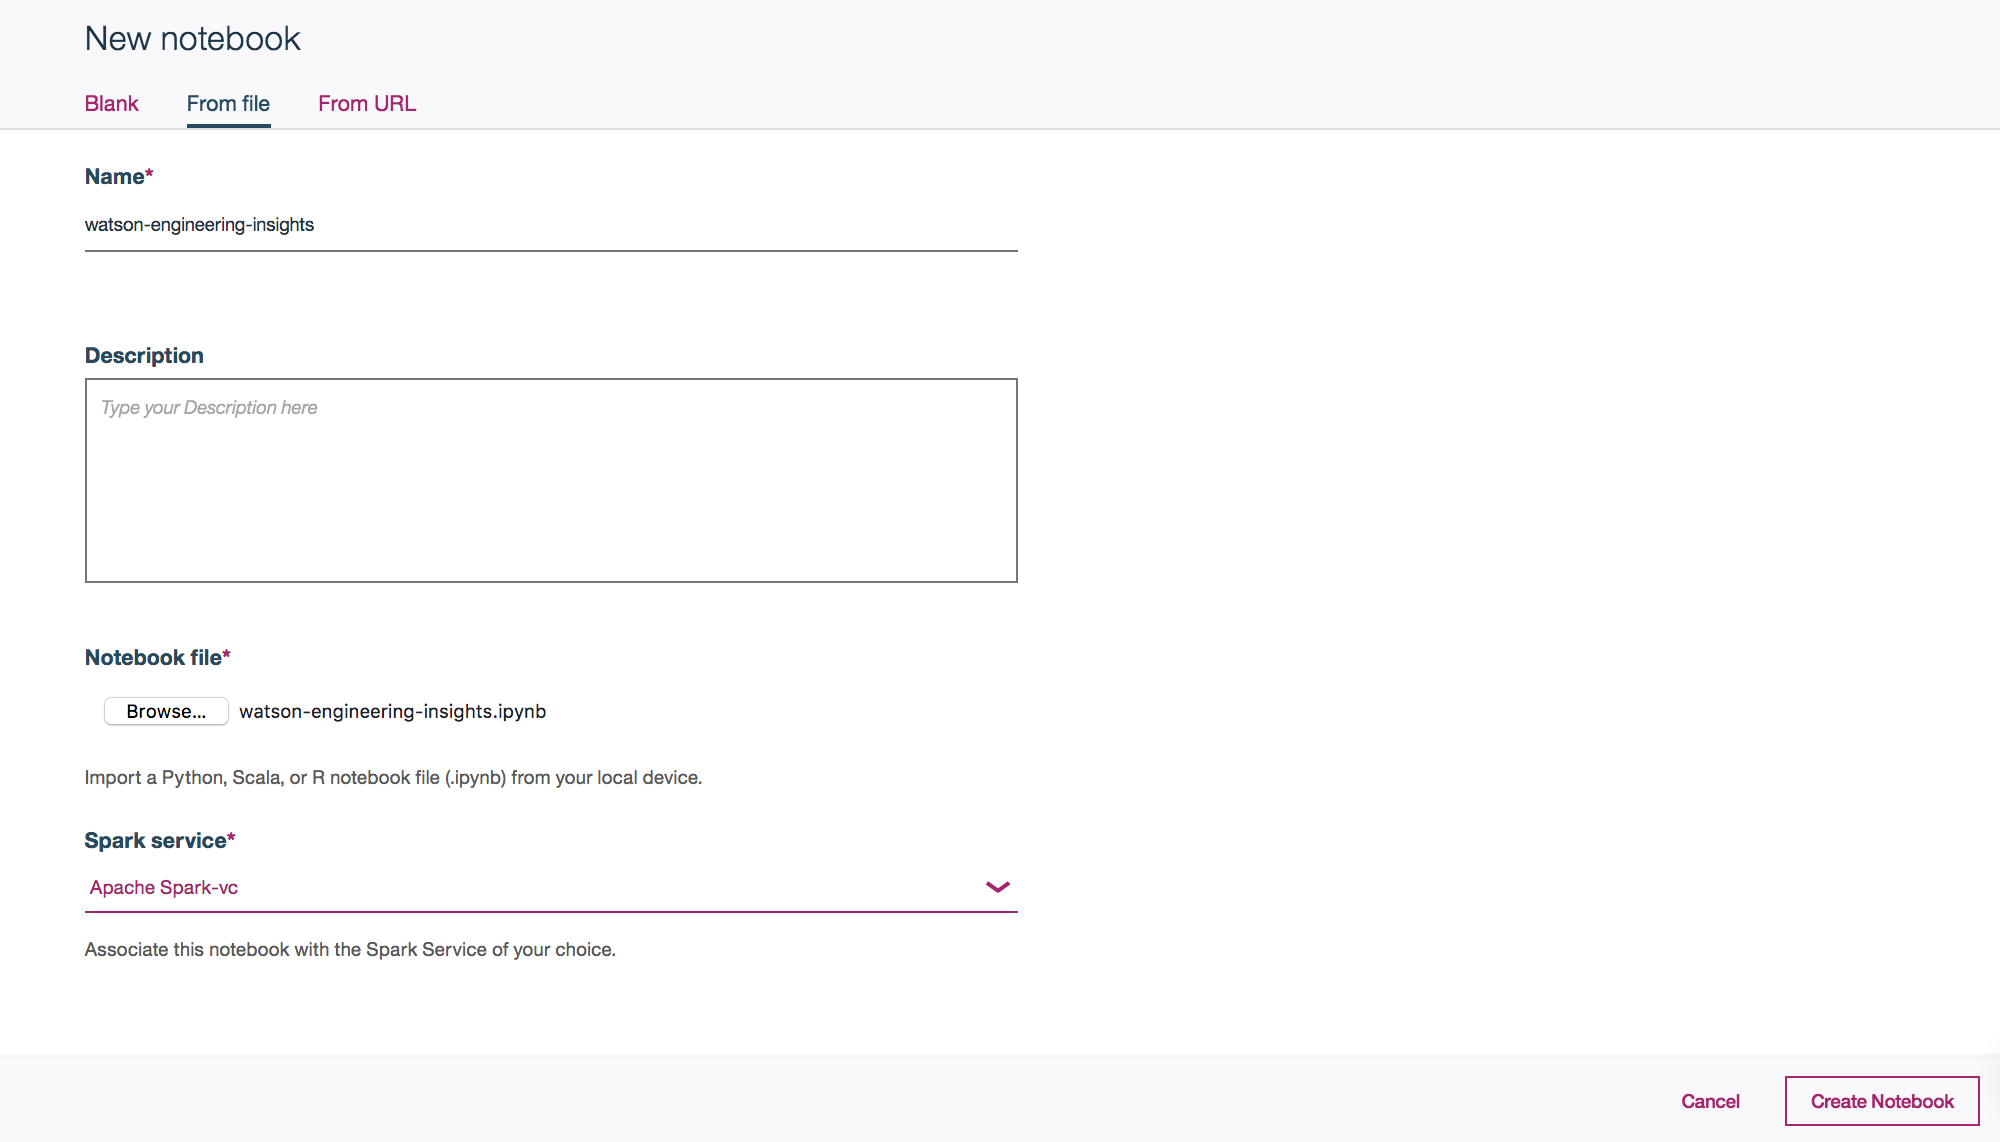 New notebook
Blank From file From URL
Name*
watson-engineering-insights
Description
Type your Description here
Notebook file*
Browse... watson-engineering-insights.ipynb
Import a Python, Scala, or R notebook file (.ipynb) from your local device.
Spark service*
Apache Spark-vc
Associate this notebook with the Spark Service of your choice.
Cancel Create Notebook